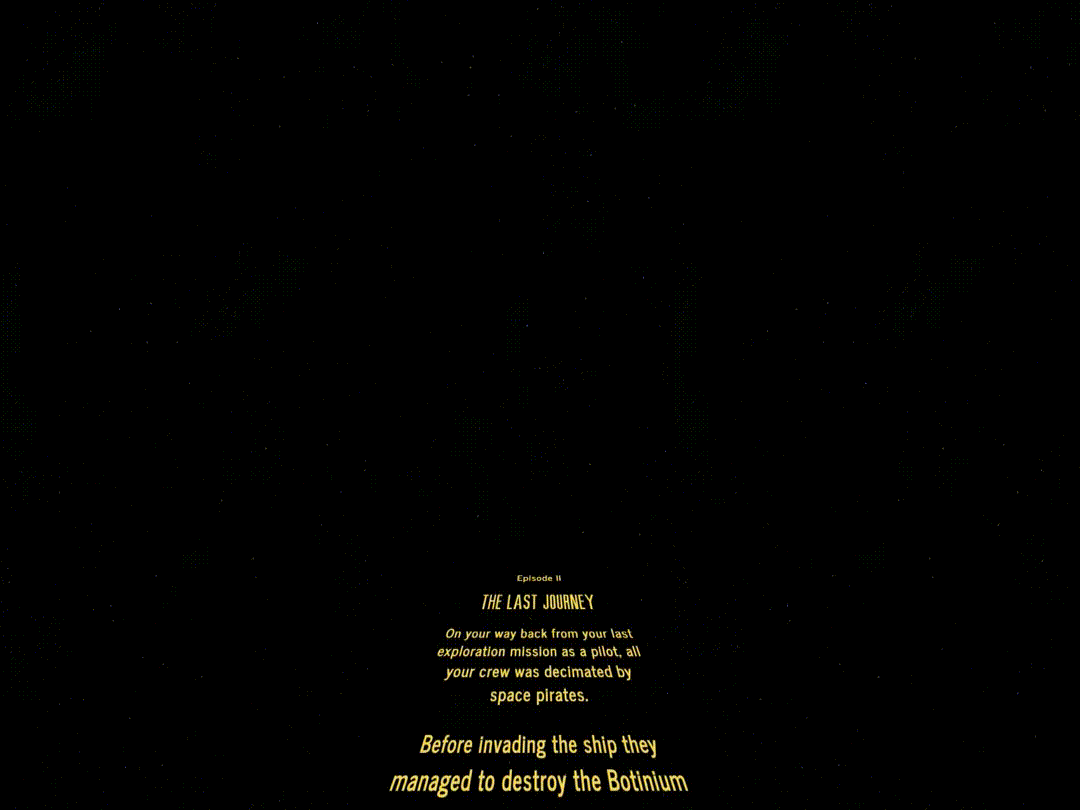 Episode II
THE LAST JOURNEY
On your way back from your last
exploration mission as a pilot, all
your crew was decimated by
space pirates.
Before invading the ship they
managed to destroy the Botinium